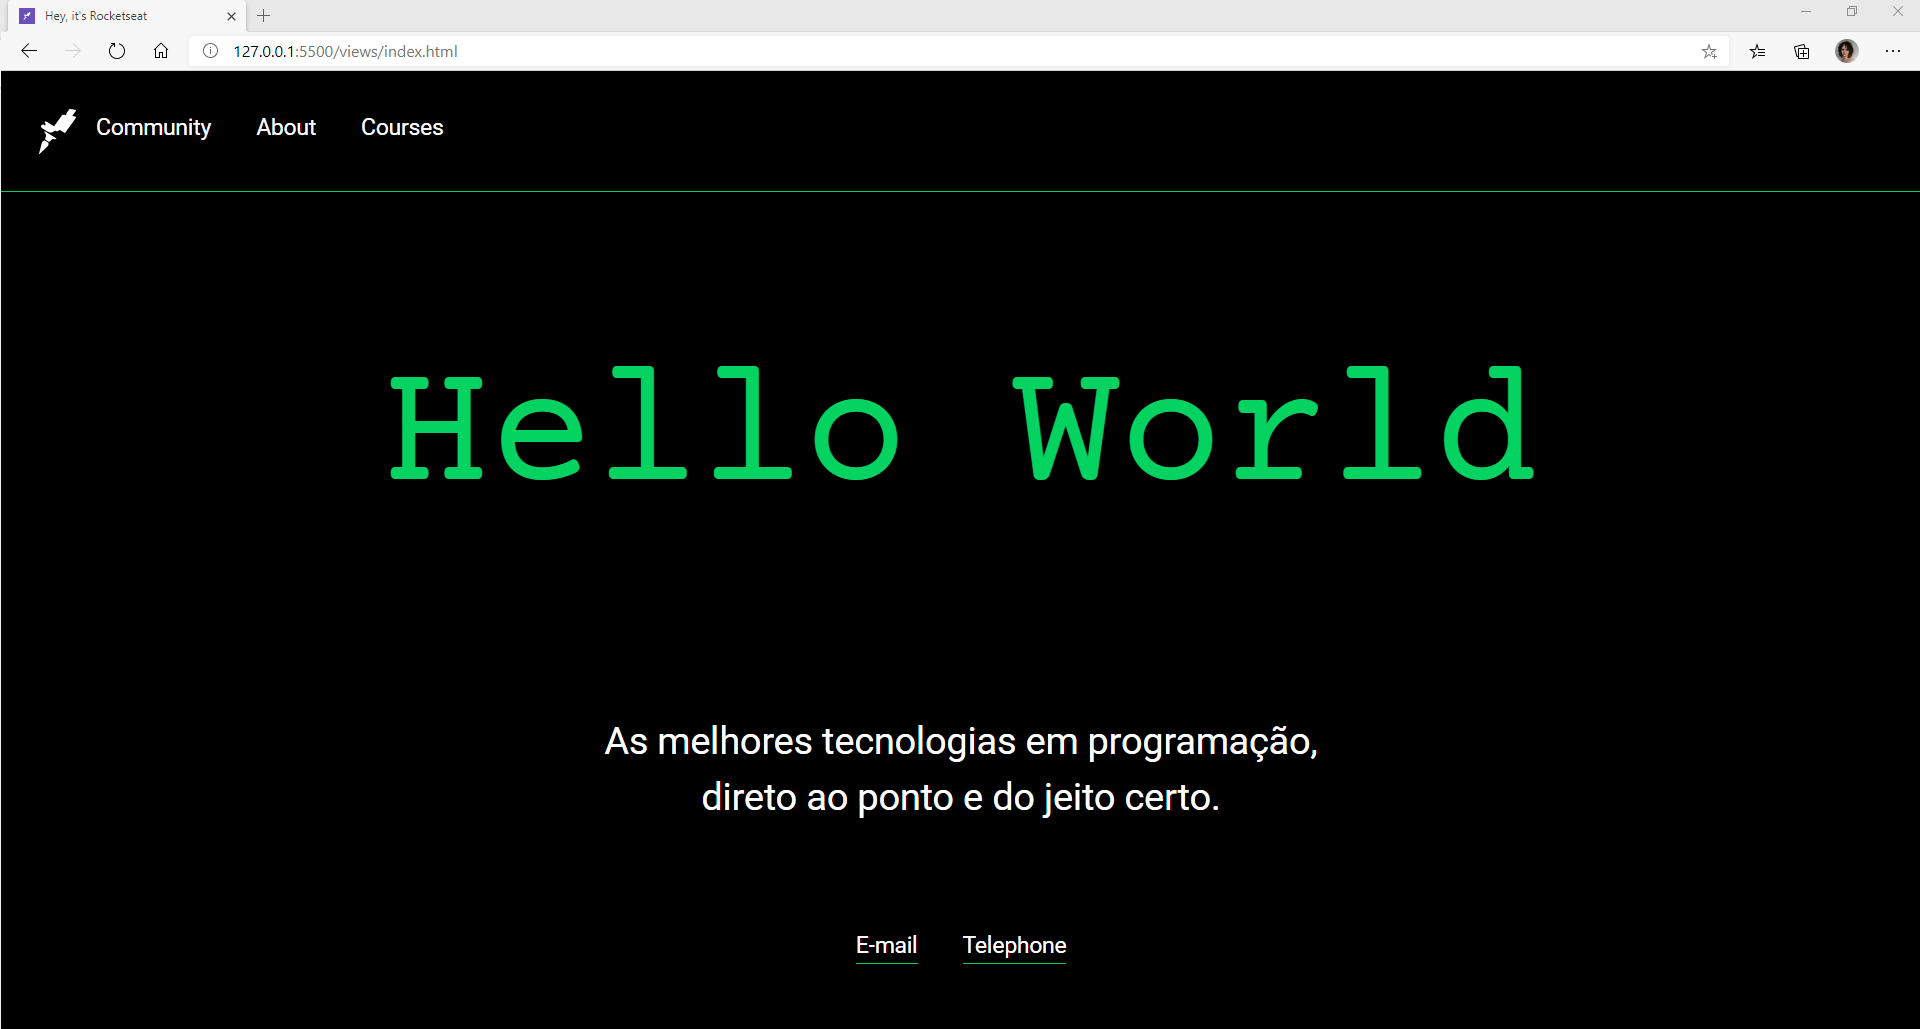 Hey, it's Rocketseat
127.0.0.1:5500/views/index.html
Community About Courses
Hello World
As melhores tecnologias em programação,
direto ao ponto e do jeito certo.
E-mail Telephone